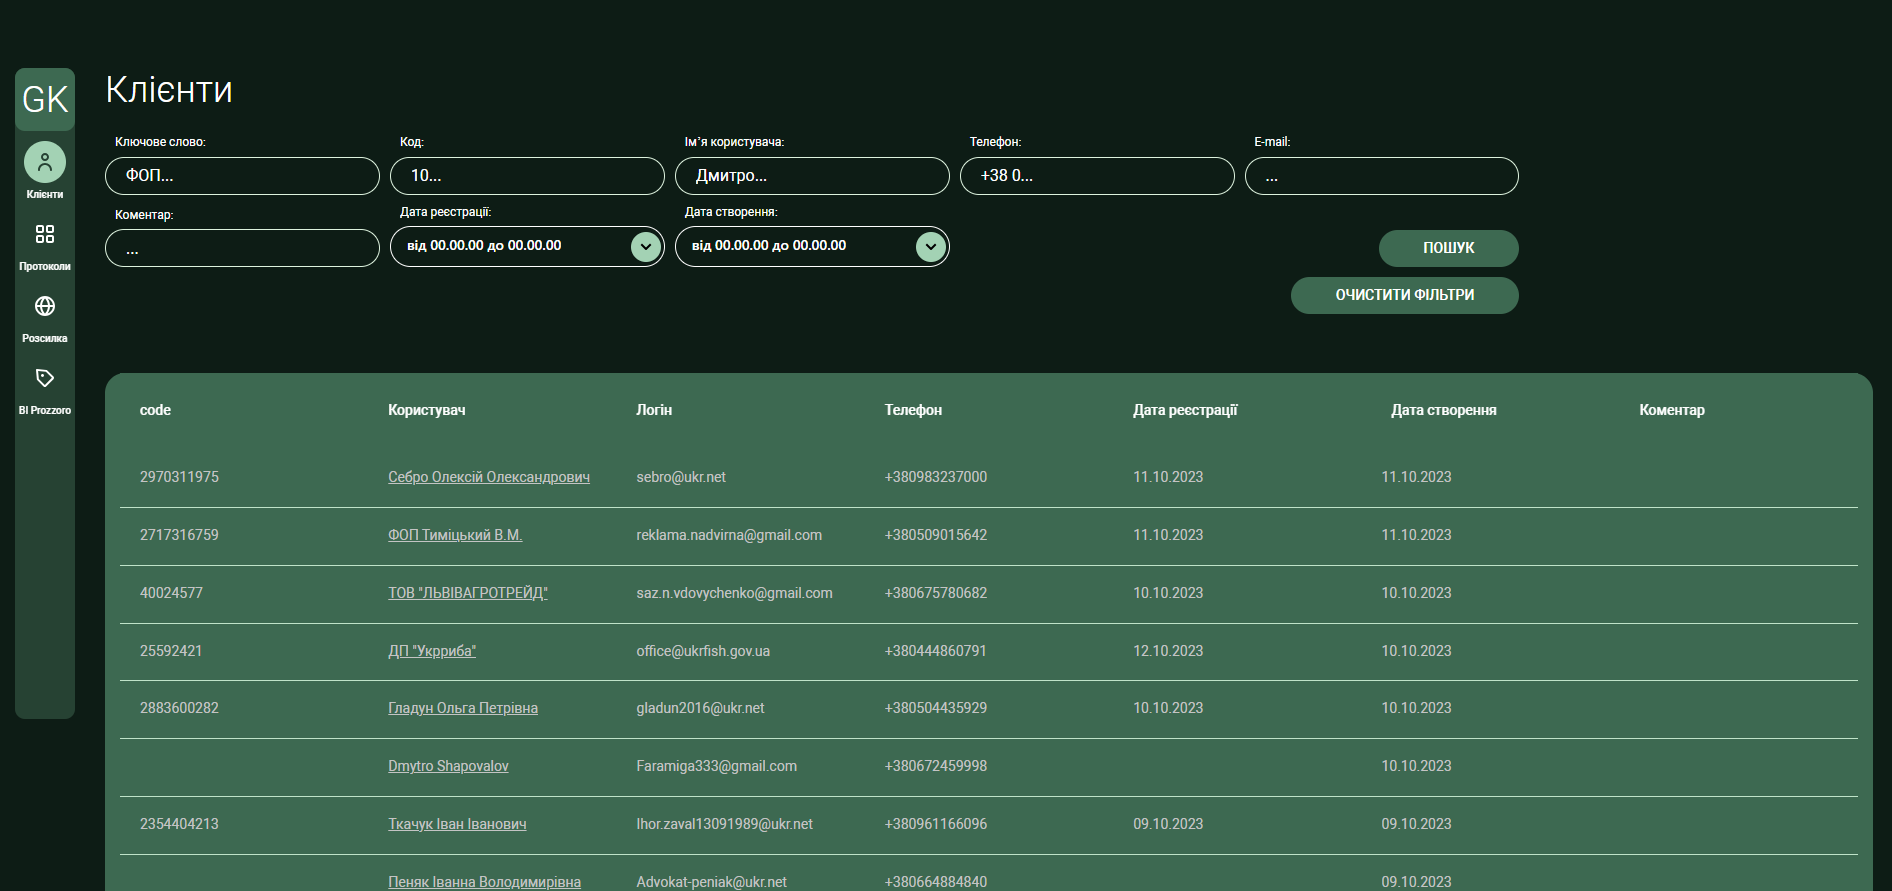 GK
Клієнти
Протоколи
Розсилка
BI Prozzoro
Клієнти
Ключове слово: Код: Ім'я користувача: Телефон: E-mail:
ФОП... 10... Дмитро... +38 0... ...
Коментар: Дата реєстрації: Дата створення:
... від 00.00.00 до 00.00.00 від 00.00.00 до 00.00.00 ПОШУК
ОЧИСТИТИ ФІЛЬТРИ
code Користувач Логін Телефон Дата реєстрації Дата створення Коментар
2970311975 Себро Олексій Олександрович sebro@ukr.net +380983237000 11.10.2023 11.10.2023
2717316759 ФОП Тиміцький В.М. reklama.nadvirna@gmail.com +380509015642 11.10.2023 11.10.2023
40024577 ТОВ "ЛЬВІВАГРОТРЕЙД" saz.n.vdovychenko@gmail.com +380675780682 10.10.2023 10.10.2023
25592421 ДП "Укрриба" office@ukrfish.gov.ua +380444860791 12.10.2023 10.10.2023
2883600282 Гладун Ольга Петрівна gladun2016@ukr.net +380504435929 10.10.2023 10.10.2023
Dmytro Shapovalov Faramiga333@gmail.com +380672459998 10.10.2023
2354404213 Ткачук Іван Іванович Ihor.zaval13091989@ukr.net +380961166096 09.10.2023 09.10.2023
Пеняк Іванна Володимирівна Advokat-peniak@ukr.net +380664884840 09.10.2023